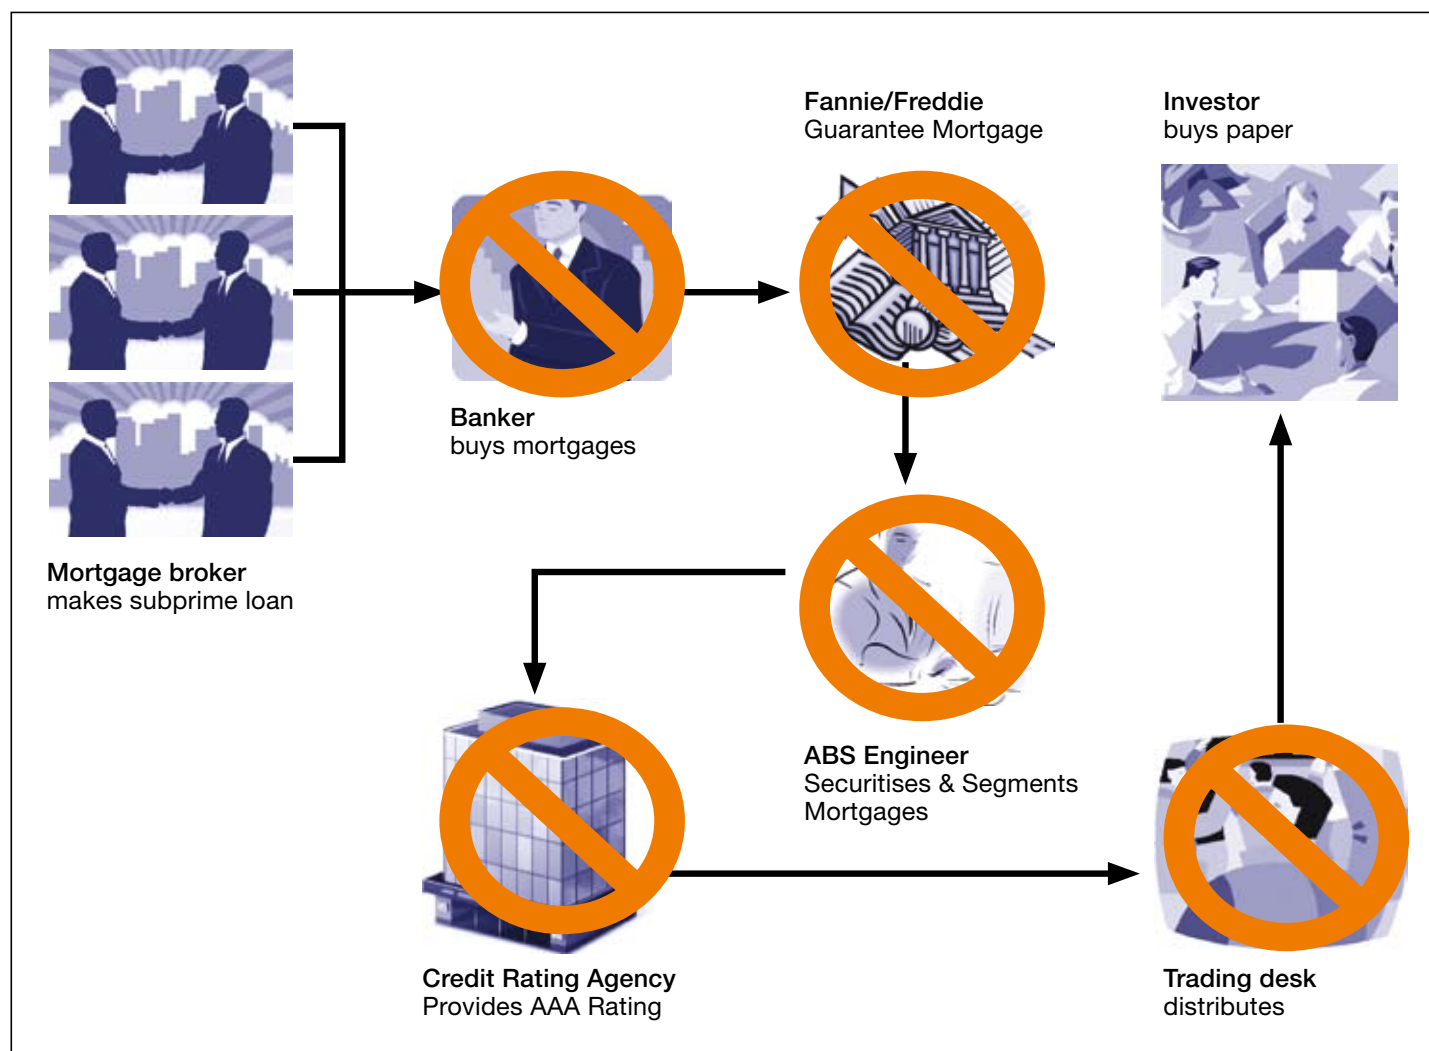 Fannie/Freddie
Guarantee Mortgage
Investor
buys paper
Banker
buys mortgages
Mortgage broker
makes subprime loan
ABS Engineer
Securitises & Segments
Mortgages
Credit Rating Agency
Provides AAA Rating
Trading desk
distributes